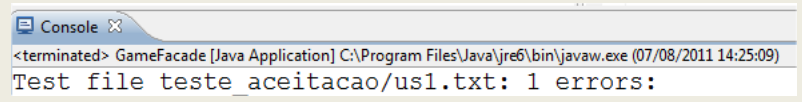 Console
<terminated> GameFacade [Java Application] C:\Program Files\Java\jre6\bin\javaw.exe (07/08/2011 14:25:09)
Test file teste_aceitacao/us1.txt: 1 errors: